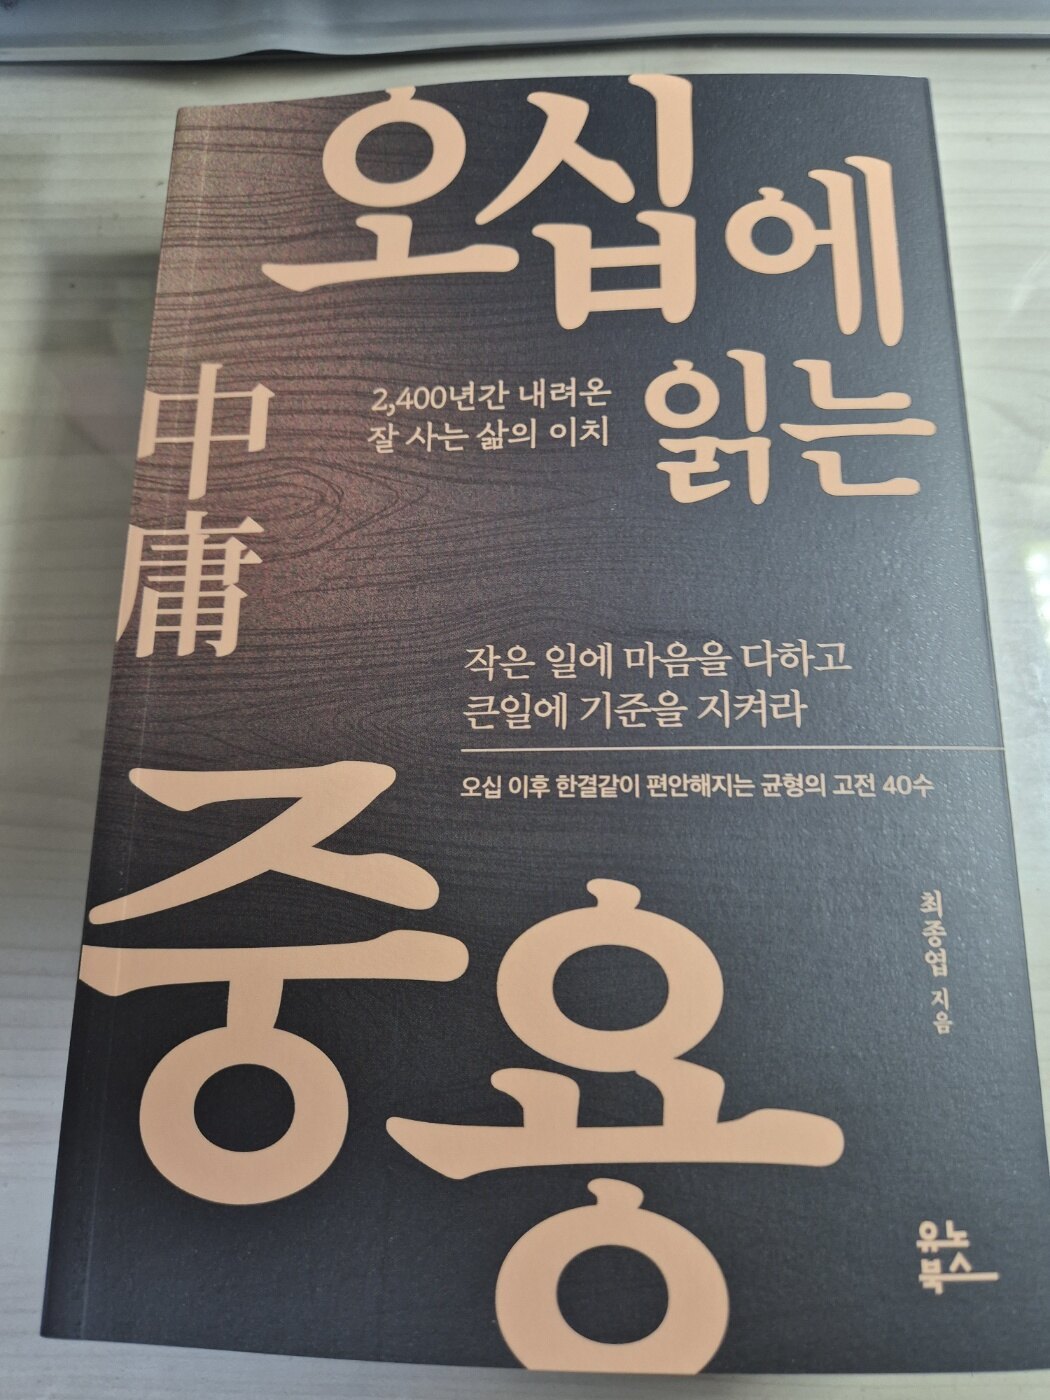 오십에
읽는
中庸
2,400년간 내려온
잘 사는 삶의 이치
작은 일에 마음을 다하고
큰일에 기준을 지켜라
오십 이후 한결같이 편안해지는 균형의 고전 40수
중용
최종엽 지음
유노
북스